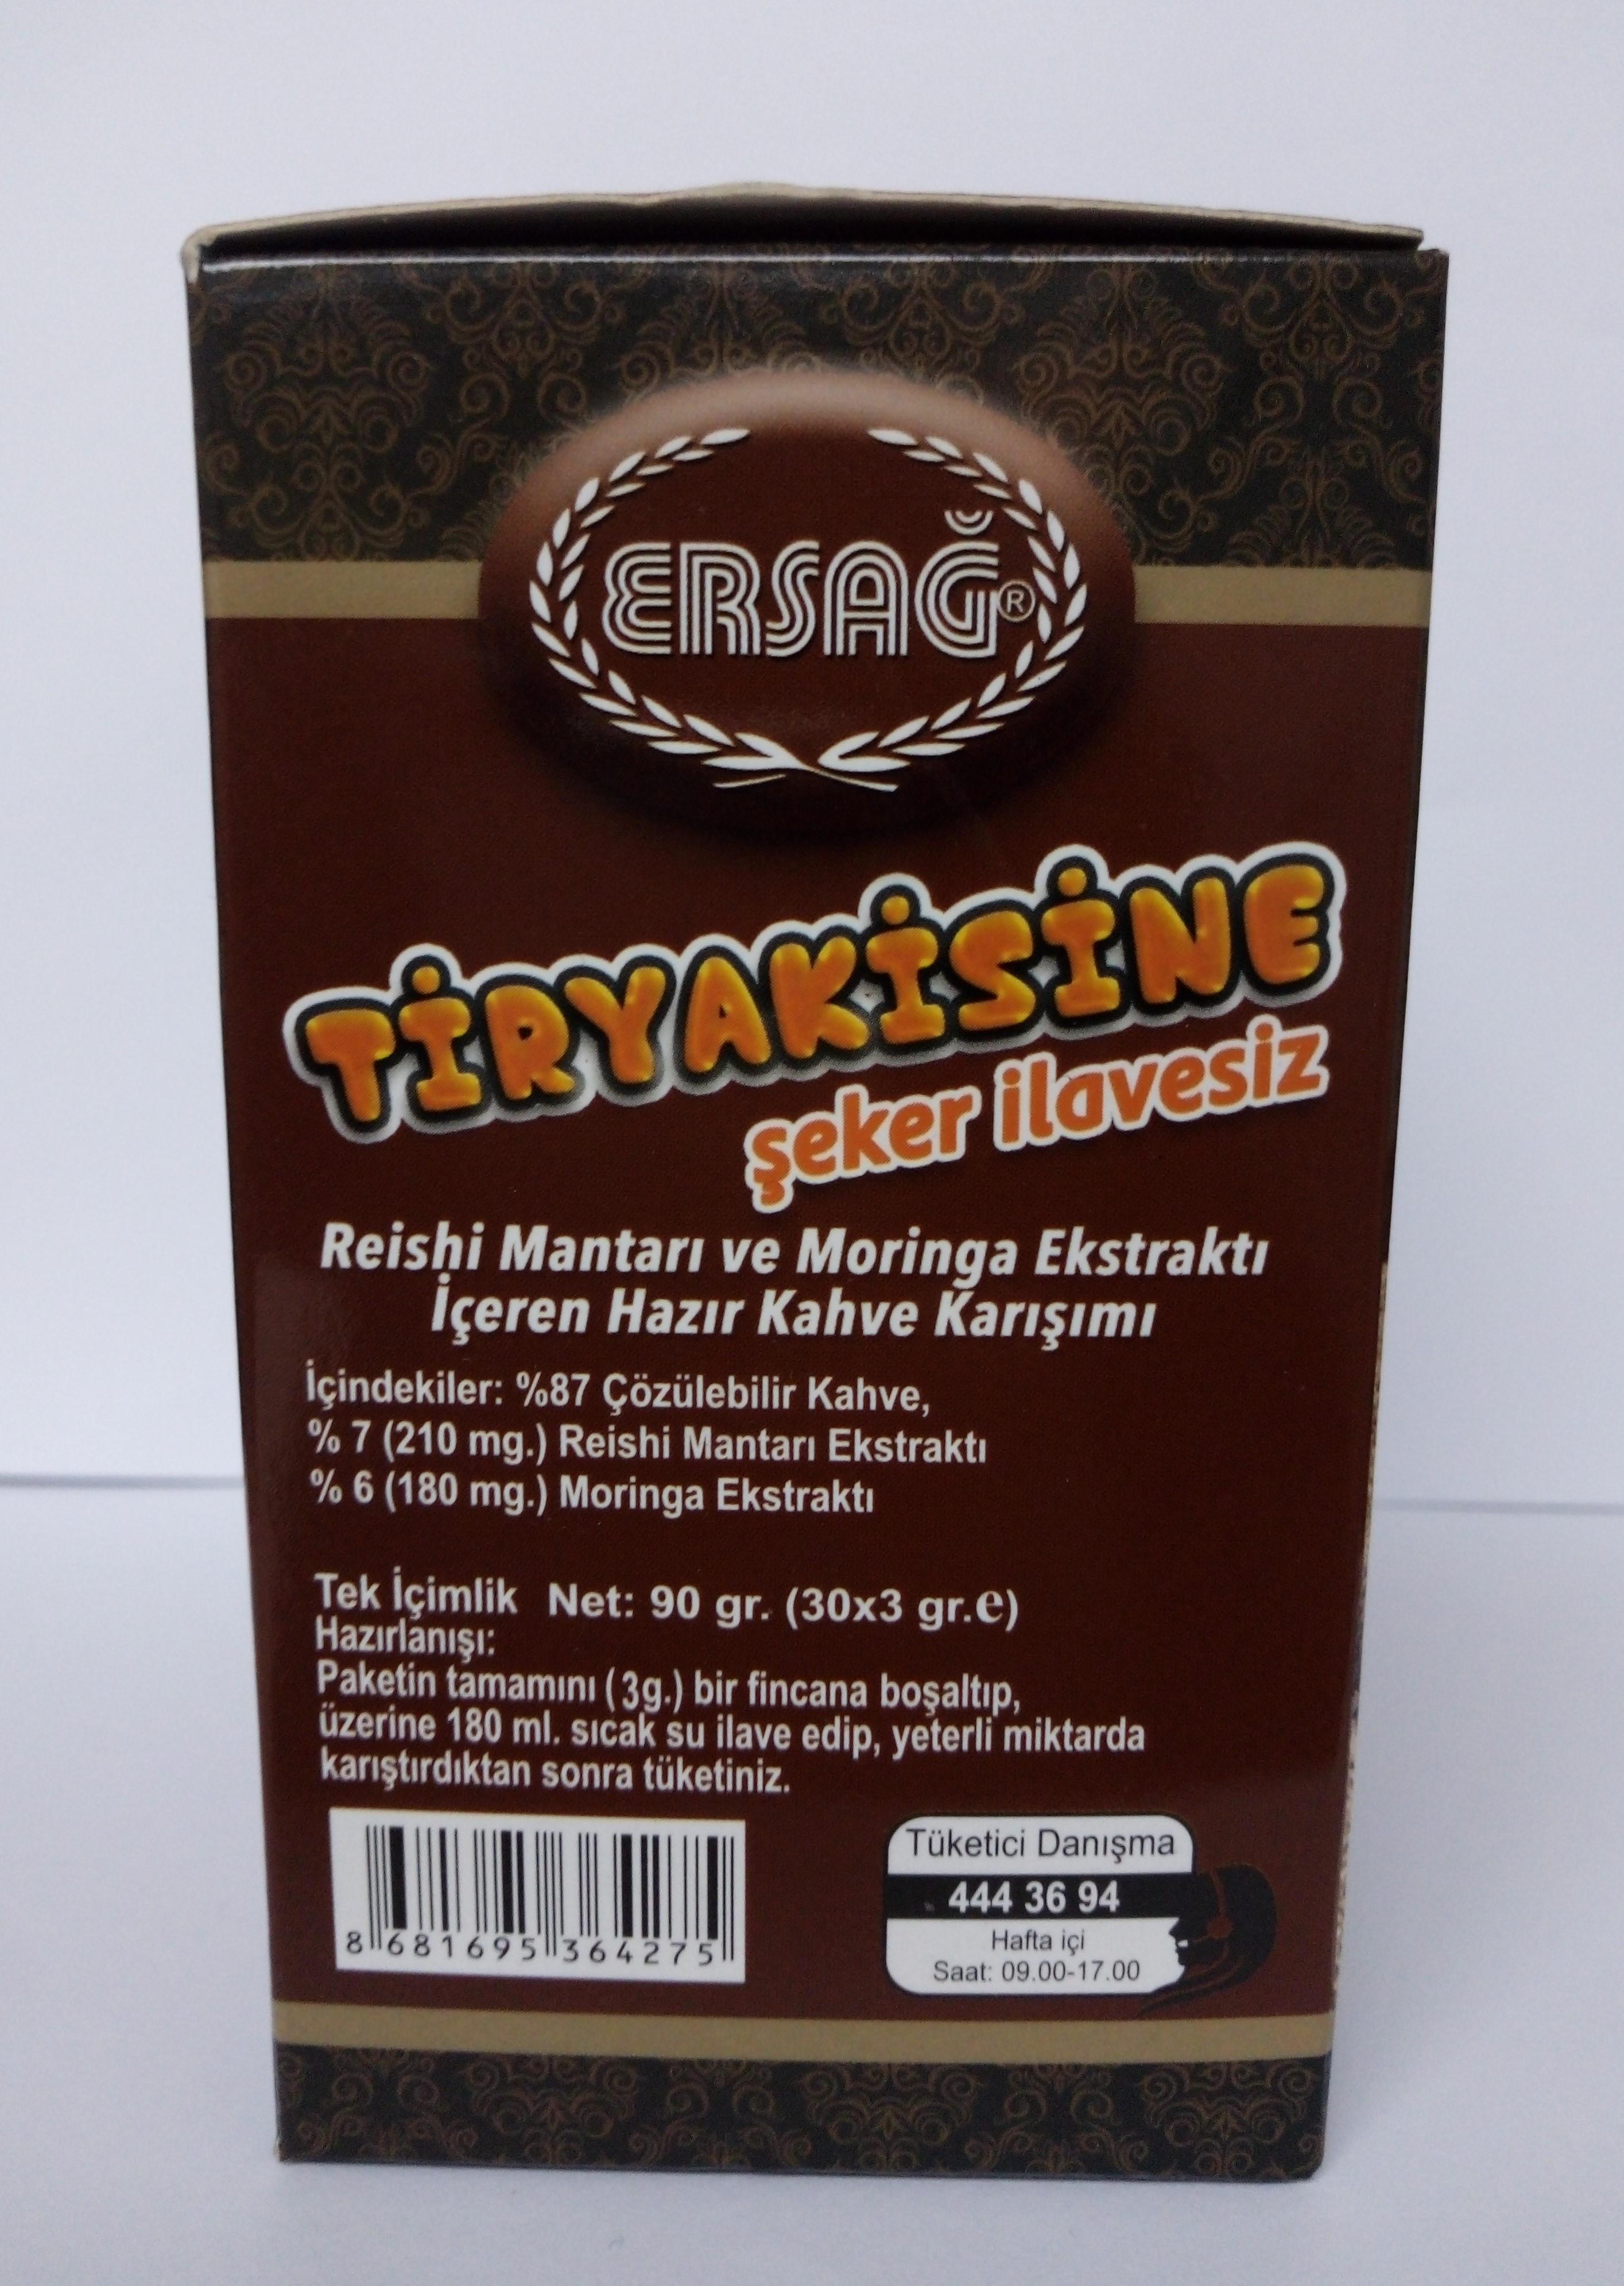 ERSAĞ®
TİRYAKİSİNE
şeker ilavesiz
Reishi Mantarı ve Moringa Ekstraktı
İçeren Hazır Kahve Karışımı
İçindekiler: %87 Çözülebilir Kahve,
% 7 (210 mg.) Reishi Mantarı Ekstraktı
% 6 (180 mg.) Moringa Ekstraktı
Tek İçimlik Net: 90 gr. (30x3 gr.e)
Hazırlanışı:
Paketin tamamını (3g.) bir fincana boşaltıp,
üzerine 180 ml. sıcak su ilave edip, yeterli miktarda
karıştırdıktan sonra tüketiniz.
8 681695 364275
Tüketici Danışma
444 36 94
Hafta içi
Saat: 09.00-17.00